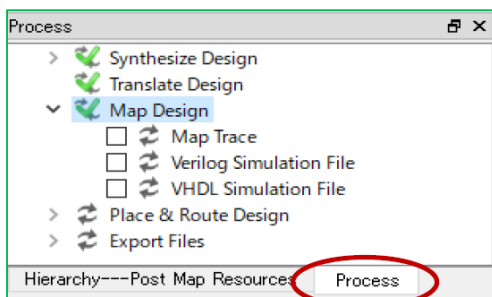 Process
Synthesize Design
Translate Design
Map Design
Map Trace
Verilog Simulation File
VHDL Simulation File
Place & Route Design
Export Files
Hierarchy---Post Map Resources Process